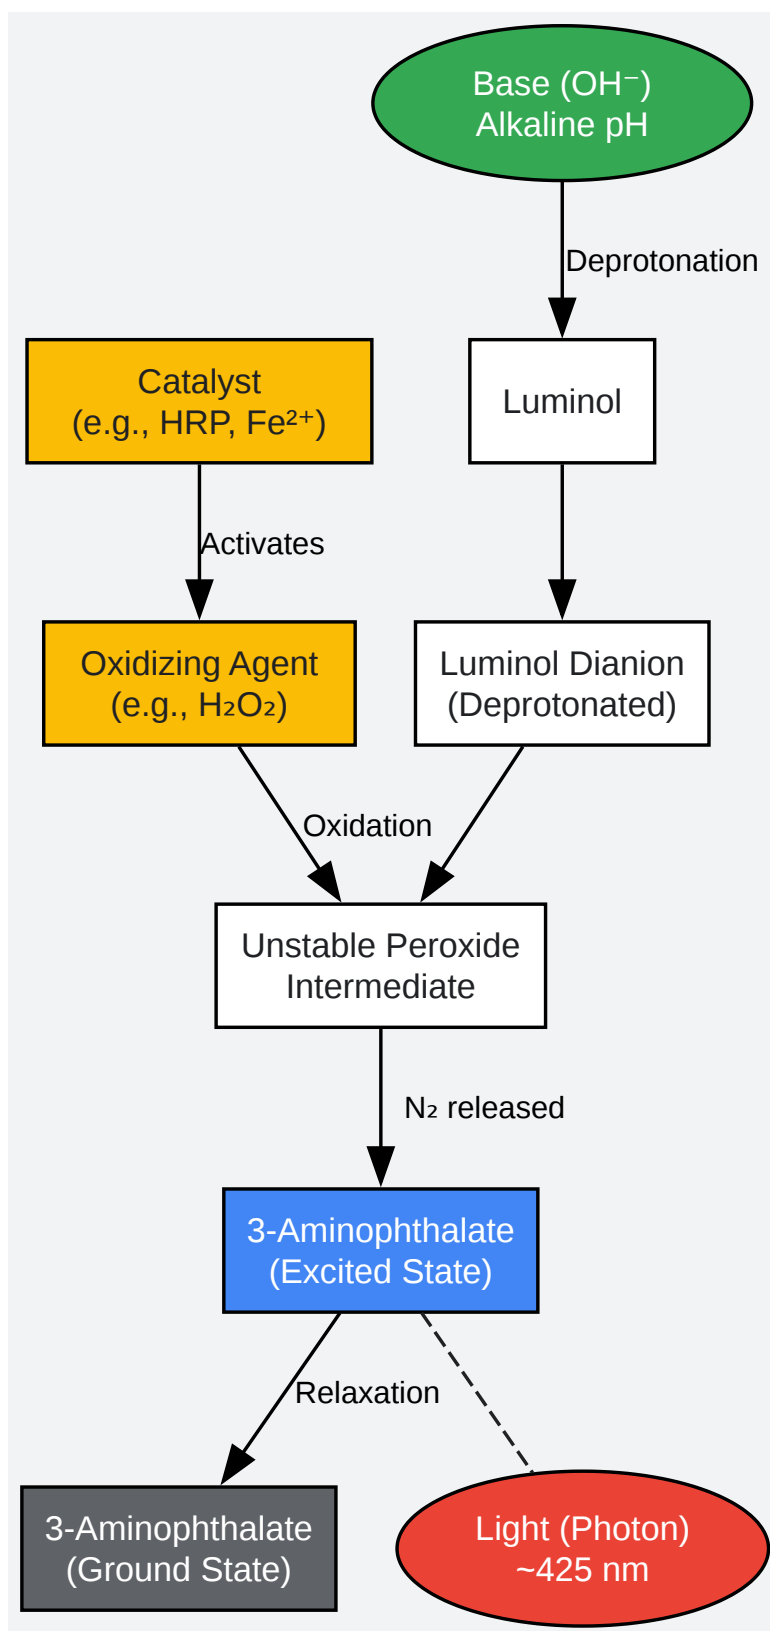 Base (OH⁻)
Alkaline pH
Deprotonation
Catalyst
(e.g., HRP, Fe²⁺)
Luminol
Activates
Oxidizing Agent
(e.g., H₂O₂)
Luminol Dianion
(Deprotonated)
Oxidation
Unstable Peroxide
Intermediate
N₂ released
3-Aminophthalate
(Excited State)
Relaxation
3-Aminophthalate
(Ground State)
Light (Photon)
~425 nm